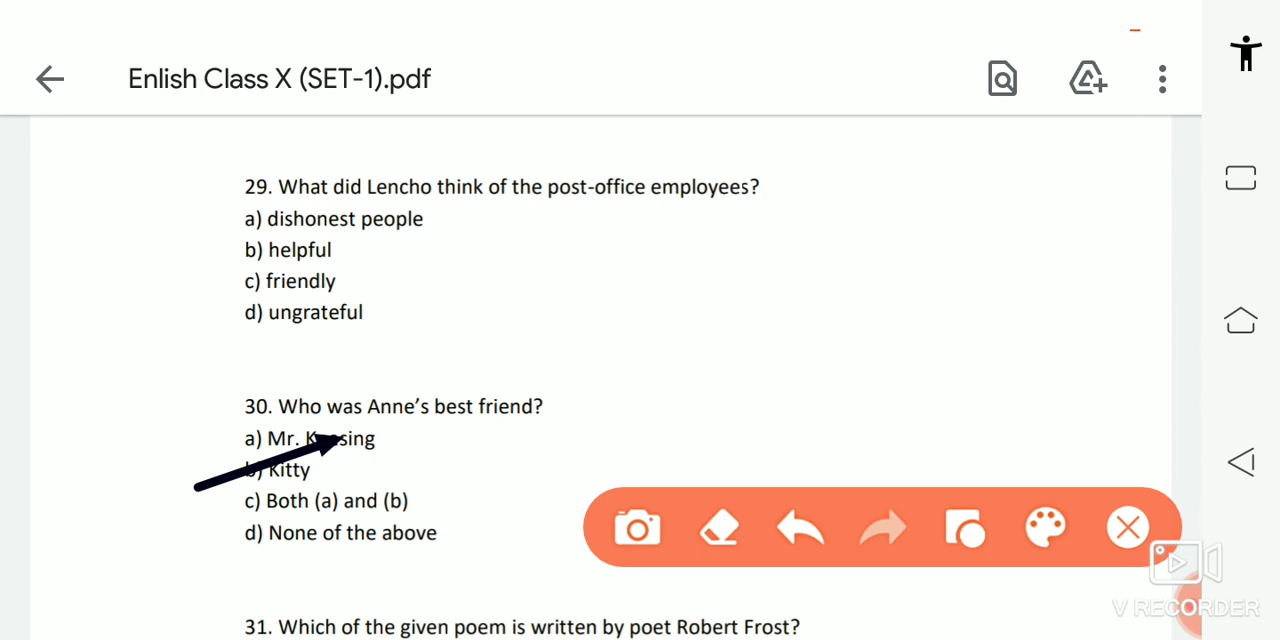 Enlish Class X (SET-1).pdf
29. What did Lencho think of the post-office employees?
a) dishonest people
b) helpful
c) friendly
d) ungrateful
30. Who was Anne’s best friend?
a) Mr. Keesing
b) Kitty
c) Both (a) and (b)
d) None of the above
31. Which of the given poem is written by poet Robert Frost?
V RECORDER